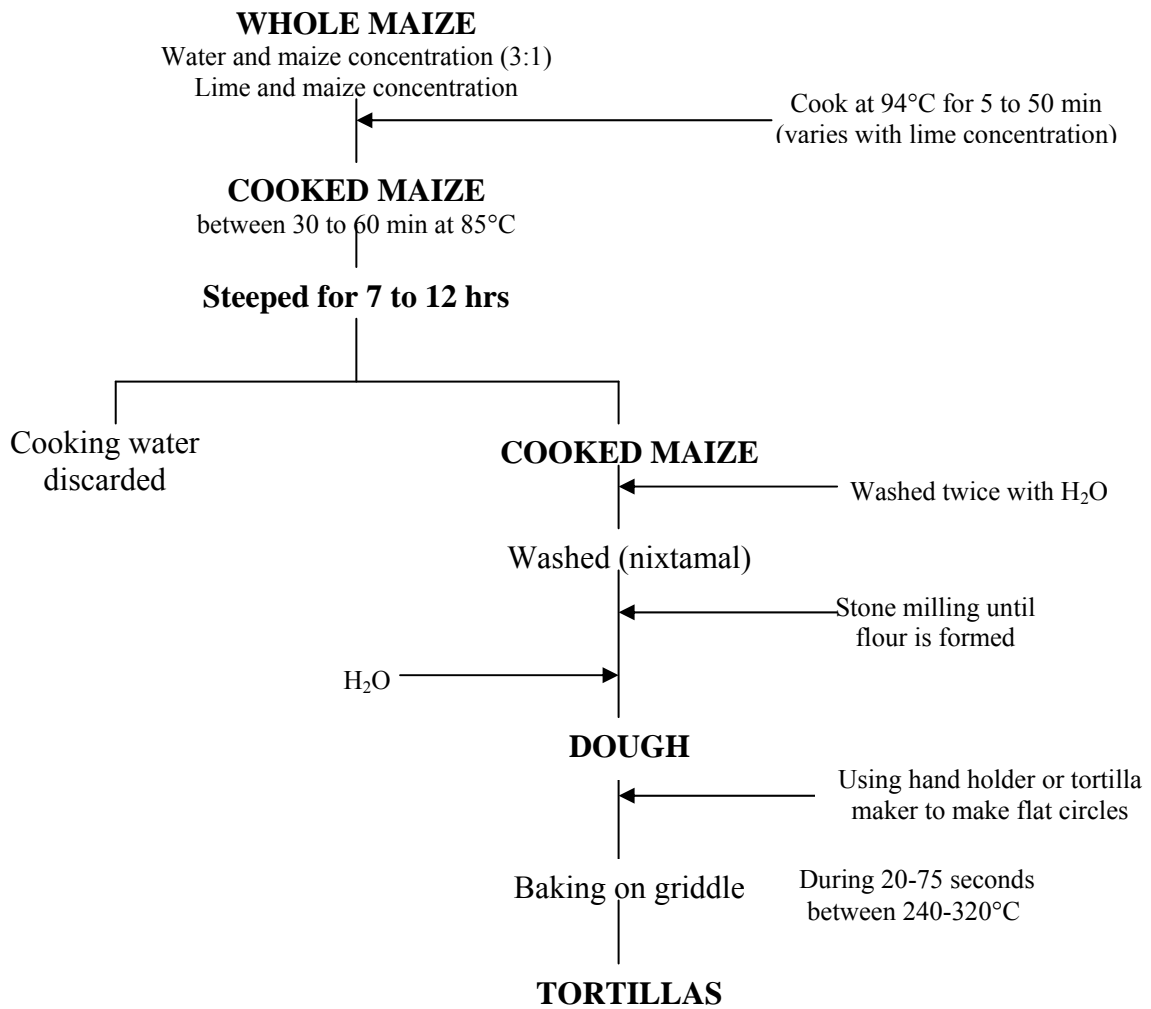 WHOLE MAIZE
Water and maize concentration (3:1)
Lime and maize concentration
Cook at 94°C for 5 to 50 min
(varies with lime concentration)
COOKED MAIZE
between 30 to 60 min at 85°C
Steeped for 7 to 12 hrs
Cooking water
discarded
COOKED MAIZE
Washed twice with H₂O
Washed (nixtamal)
Stone milling until
flour is formed
H₂O
DOUGH
Using hand holder or tortilla
maker to make flat circles
Baking on griddle
During 20-75 seconds
between 240-320°C
TORTILLAS